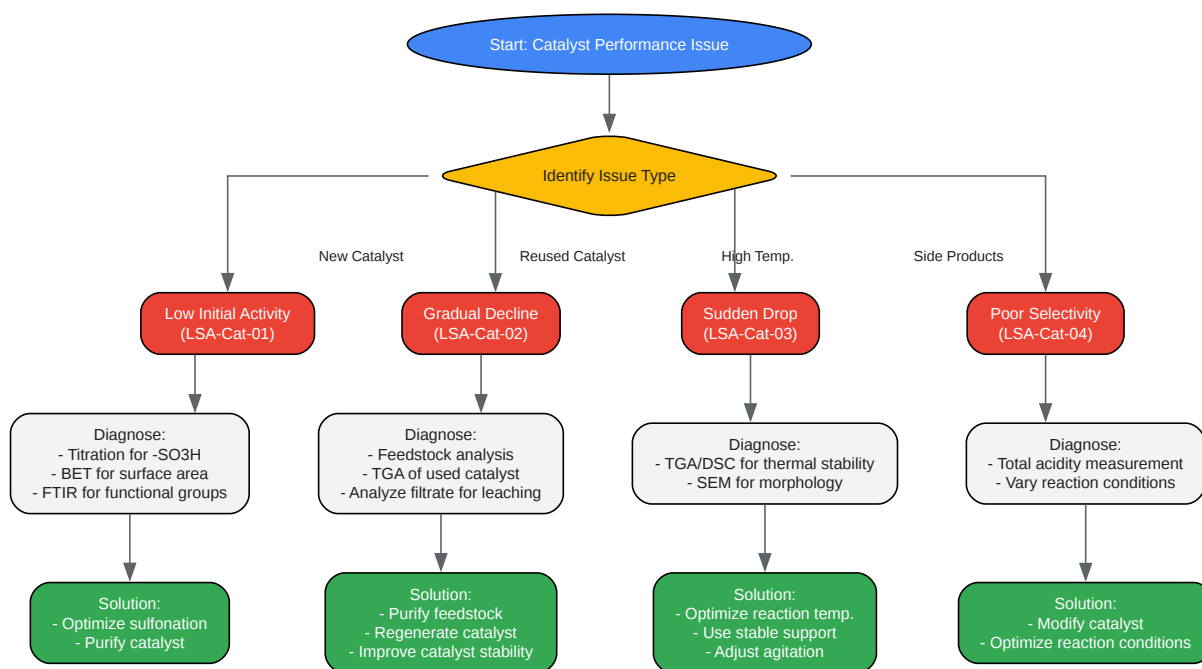 Start: Catalyst Performance Issue
Identify Issue Type
New Catalyst
Reused Catalyst
High Temp.
Side Products
Low Initial Activity
(LSA-Cat-01)
Gradual Decline
(LSA-Cat-02)
Sudden Drop
(LSA-Cat-03)
Poor Selectivity
(LSA-Cat-04)
Diagnose:
- Titration for -SO3H
- BET for surface area
- FTIR for functional groups
Diagnose:
- Feedstock analysis
- TGA of used catalyst
- Analyze filtrate for leaching
Diagnose:
- TGA/DSC for thermal stability
- SEM for morphology
Diagnose:
- Total acidity measurement
- Vary reaction conditions
Solution:
- Optimize sulfonation
- Purify catalyst
Solution:
- Purify feedstock
- Regenerate catalyst
- Improve catalyst stability
Solution:
- Optimize reaction temp.
- Use stable support
- Adjust agitation
Solution:
- Modify catalyst
- Optimize reaction conditions